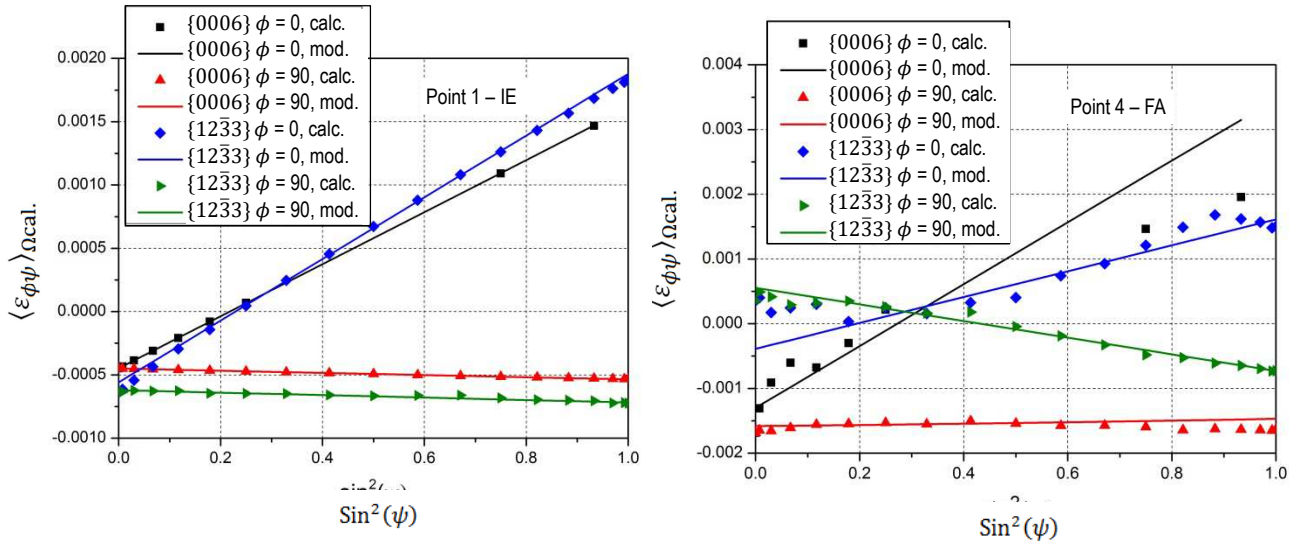 {0006} ϕ = 0, calc.
{0006} ϕ = 0, mod.
{0006} ϕ = 90, calc.
{0006} ϕ = 90, mod.
{123̄3} ϕ = 0, calc.
{123̄3} ϕ = 0, mod.
{123̄3} ϕ = 90, calc.
{123̄3} ϕ = 90, mod.
Point 1 – IE
0.0020
0.0015
0.0010
0.0005
0.0000
-0.0005
-0.0010
⟨ε_ϕψ⟩Ωcal.
0.0 0.2 0.4 0.6 0.8 1.0
Sin²(ψ)
{0006} ϕ = 0, calc.
{0006} ϕ = 0, mod.
{0006} ϕ = 90, calc.
{0006} ϕ = 90, mod.
{123̄3} ϕ = 0, calc.
{123̄3} ϕ = 0, mod.
{123̄3} ϕ = 90, calc.
{123̄3} ϕ = 90, mod.
Point 4 – FA
0.004
0.003
0.002
0.001
0.000
-0.001
-0.002
⟨ε_ϕψ⟩Ωcal.
0.0 0.2 0.4 0.6 0.8 1.0
Sin²(ψ)